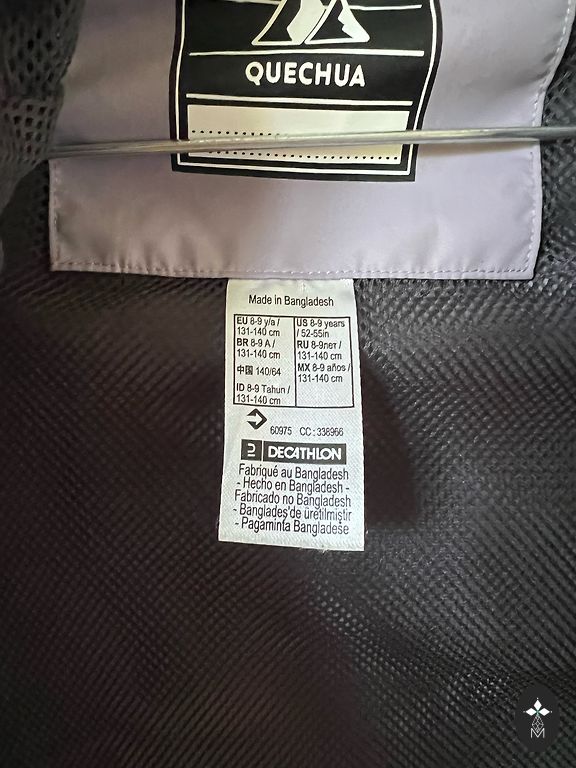 QUECHUA
Made in Bangladesh
EU 8-9 y/a /
131-140 cm
BR 8-9 A /
131-140 cm
中国 140/64
ID 8-9 Tahun /
131-140 cm
US 8-9 years
/ 52-55in
RU 8-9лет /
131-140 cm
MX 8-9 años /
131-140 cm
60975 CC : 338966
DECATHLON
Fabriqué au Bangladesh
- Hecho en Bangladesh -
Fabricado no Bangladesh
- Bangladeş'de üretilmiştir
- Pagaminta Bangladeše
M